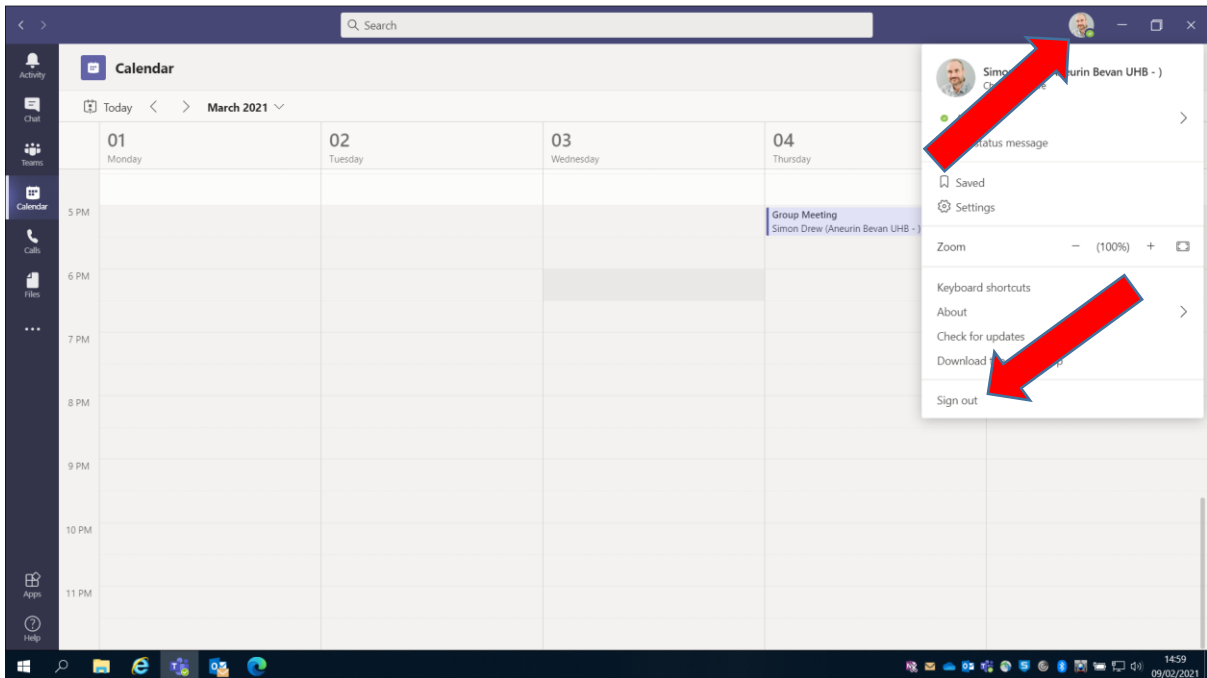 Search
Activity
Chat
Teams
Calendar
Calls
Files
Apps
Help
Calendar
Today March 2021
01
Monday
02
Tuesday
03
Wednesday
04
Thursday
5 PM
6 PM
7 PM
8 PM
9 PM
10 PM
11 PM
Group Meeting
Simon Drew (Aneurin Bevan UHB - )
Bevan UHB - )
status message
Saved
Settings
Zoom - (100%) +
Keyboard shortcuts
About
Check for updates
Download
Sign out
14:59
09/02/2021